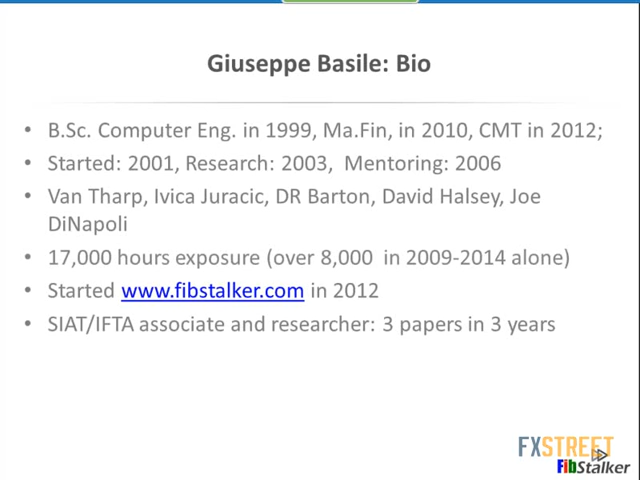 Giuseppe Basile: Bio
• B.Sc. Computer Eng. in 1999, Ma.Fin, in 2010, CMT in 2012;
• Started: 2001, Research: 2003, Mentoring: 2006
• Van Tharp, Ivica Juracic, DR Barton, David Halsey, Joe
DiNapoli
• 17,000 hours exposure (over 8,000 in 2009-2014 alone)
• Started www.fibstalker.com in 2012
• SIAT/IFTA associate and researcher: 3 papers in 3 years
FXSTREET
FibStalker